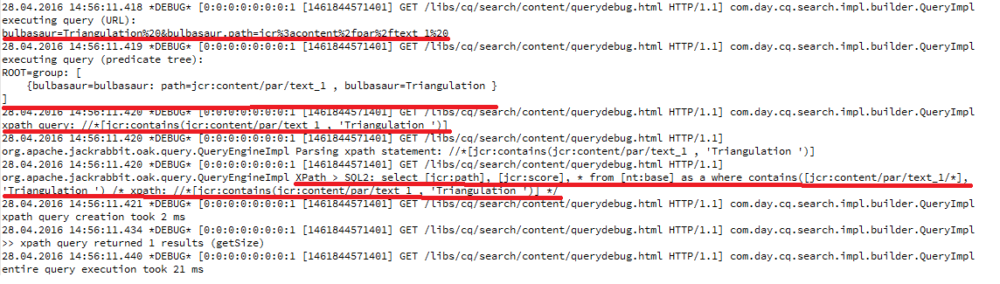 28.04.2016 14:56:11.418 *DEBUG* [0:0:0:0:0:0:0:1 [1461844571401] GET /libs/cq/search/content/querydebug.html HTTP/1.1] com.day.cq.search.impl.builder.QueryImpl
executing query (URL):
bulbasaur=Triangulation%20&bulbasaur.path=jcr%3acontent%2fpar%2ftext_1%20
28.04.2016 14:56:11.419 *DEBUG* [0:0:0:0:0:0:0:1 [1461844571401] GET /libs/cq/search/content/querydebug.html HTTP/1.1] com.day.cq.search.impl.builder.QueryImpl
executing query (predicate tree):
ROOT=group: [
    {bulbasaur=bulbasaur: path=jcr:content/par/text_1 , bulbasaur=Triangulation }
]
28.04.2016 14:56:11.420 *DEBUG* [0:0:0:0:0:0:0:1 [1461844571401] GET /libs/cq/search/content/querydebug.html HTTP/1.1] com.day.cq.search.impl.builder.QueryImpl
xpath query: //*[jcr:contains(jcr:content/par/text_1 , 'Triangulation ')]
28.04.2016 14:56:11.420 *DEBUG* [0:0:0:0:0:0:0:1 [1461844571401] GET /libs/cq/search/content/querydebug.html HTTP/1.1]
org.apache.jackrabbit.oak.query.QueryEngineImpl Parsing xpath statement: //*[jcr:contains(jcr:content/par/text_1 , 'Triangulation ')]
28.04.2016 14:56:11.420 *DEBUG* [0:0:0:0:0:0:0:1 [1461844571401] GET /libs/cq/search/content/querydebug.html HTTP/1.1]
org.apache.jackrabbit.oak.query.QueryEngineImpl XPath > SQL2: select [jcr:path], [jcr:score], * from [nt:base] as a where contains([jcr:content/par/text_1/*],
'Triangulation ') /* xpath: //*[jcr:contains(jcr:content/par/text_1 , 'Triangulation ')] */
28.04.2016 14:56:11.421 *DEBUG* [0:0:0:0:0:0:0:1 [1461844571401] GET /libs/cq/search/content/querydebug.html HTTP/1.1] com.day.cq.search.impl.builder.QueryImpl
xpath query creation took 2 ms
28.04.2016 14:56:11.434 *DEBUG* [0:0:0:0:0:0:0:1 [1461844571401] GET /libs/cq/search/content/querydebug.html HTTP/1.1] com.day.cq.search.impl.builder.QueryImpl
>> xpath query returned 1 results (getSize)
28.04.2016 14:56:11.440 *DEBUG* [0:0:0:0:0:0:0:1 [1461844571401] GET /libs/cq/search/content/querydebug.html HTTP/1.1] com.day.cq.search.impl.builder.QueryImpl
entire query execution took 21 ms